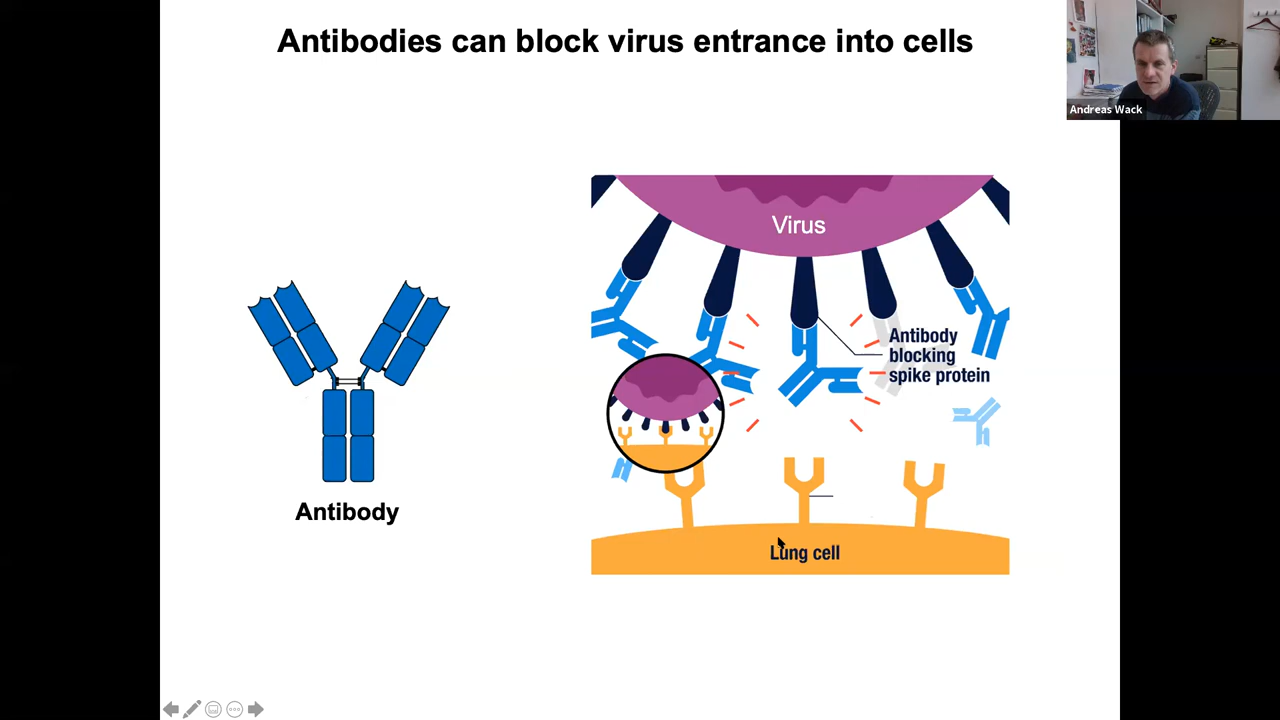 Antibodies can block virus entrance into cells
Andreas Wack
Virus
Antibody
blocking
spike protein
Antibody
Lung cell